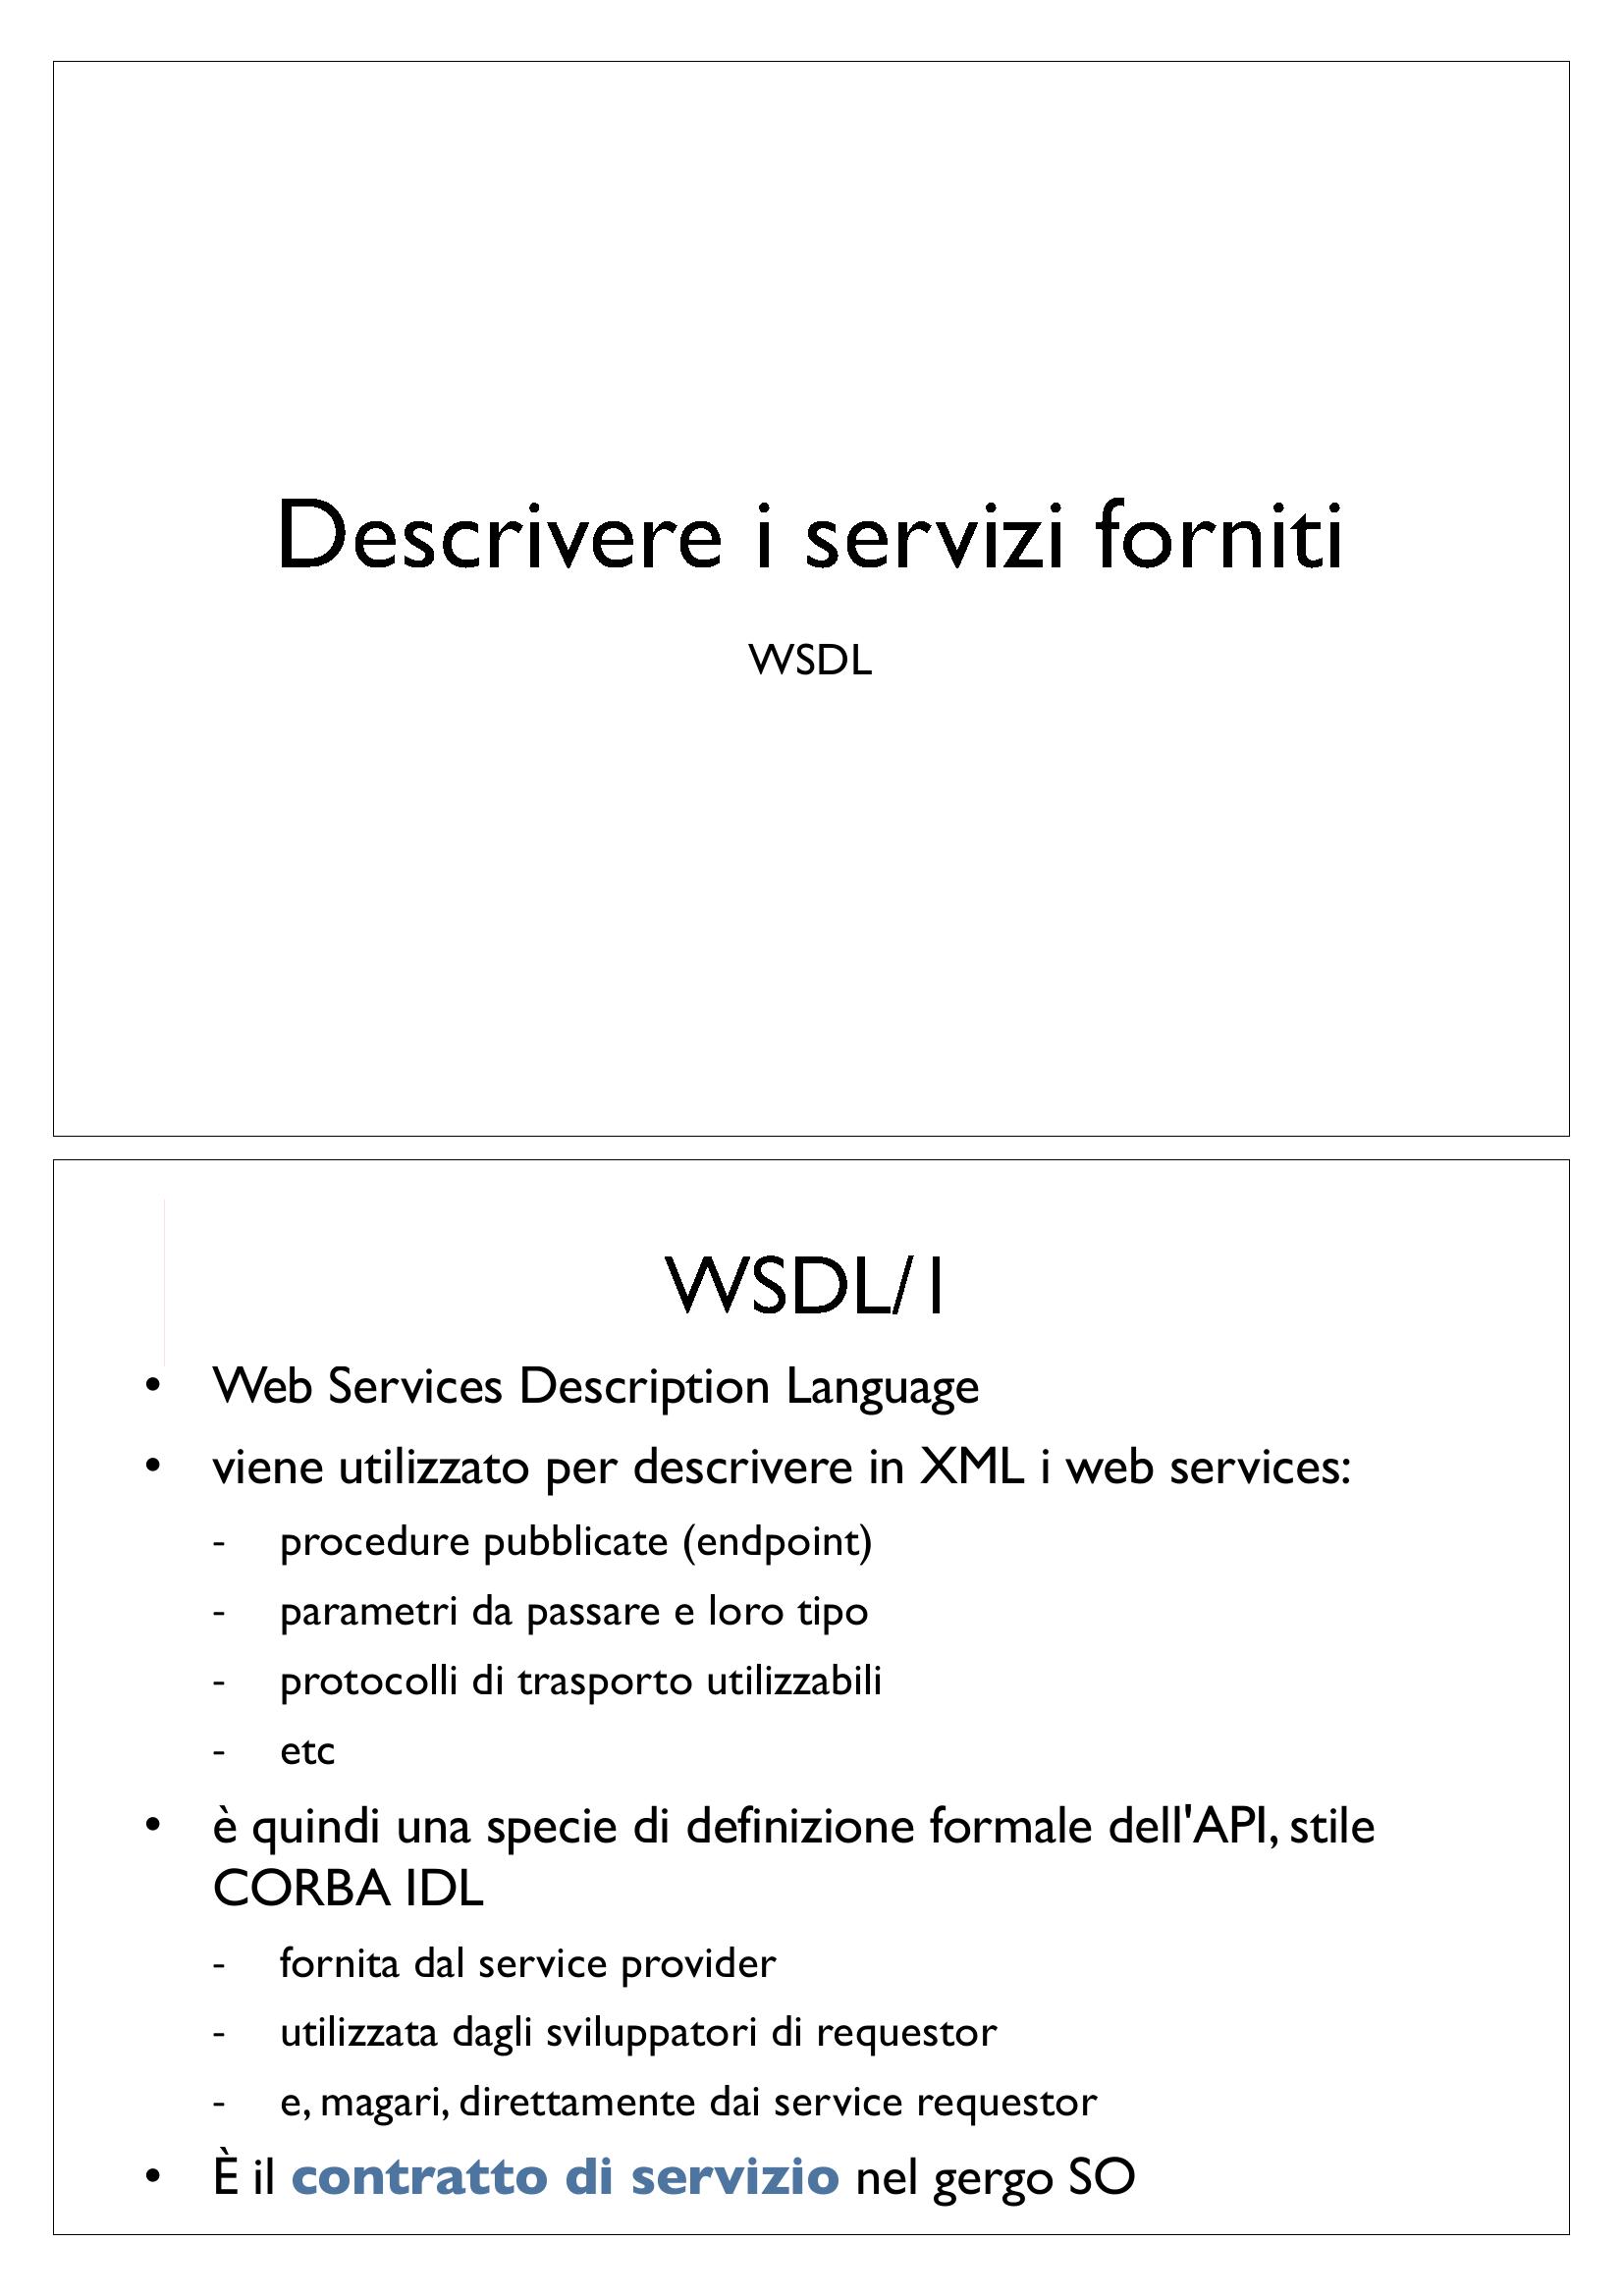 Descrivere i servizi forniti
WSDL
WSDL/1
• Web Services Description Language
• viene utilizzato per descrivere in XML i web services:
- procedure pubblicate (endpoint)
- parametri da passare e loro tipo
- protocolli di trasporto utilizzabili
- etc
• è quindi una specie di definizione formale dell'API, stile
CORBA IDL
- fornita dal service provider
- utilizzata dagli sviluppatori di requestor
- e, magari, direttamente dai service requestor
• È il contratto di servizio nel gergo SO